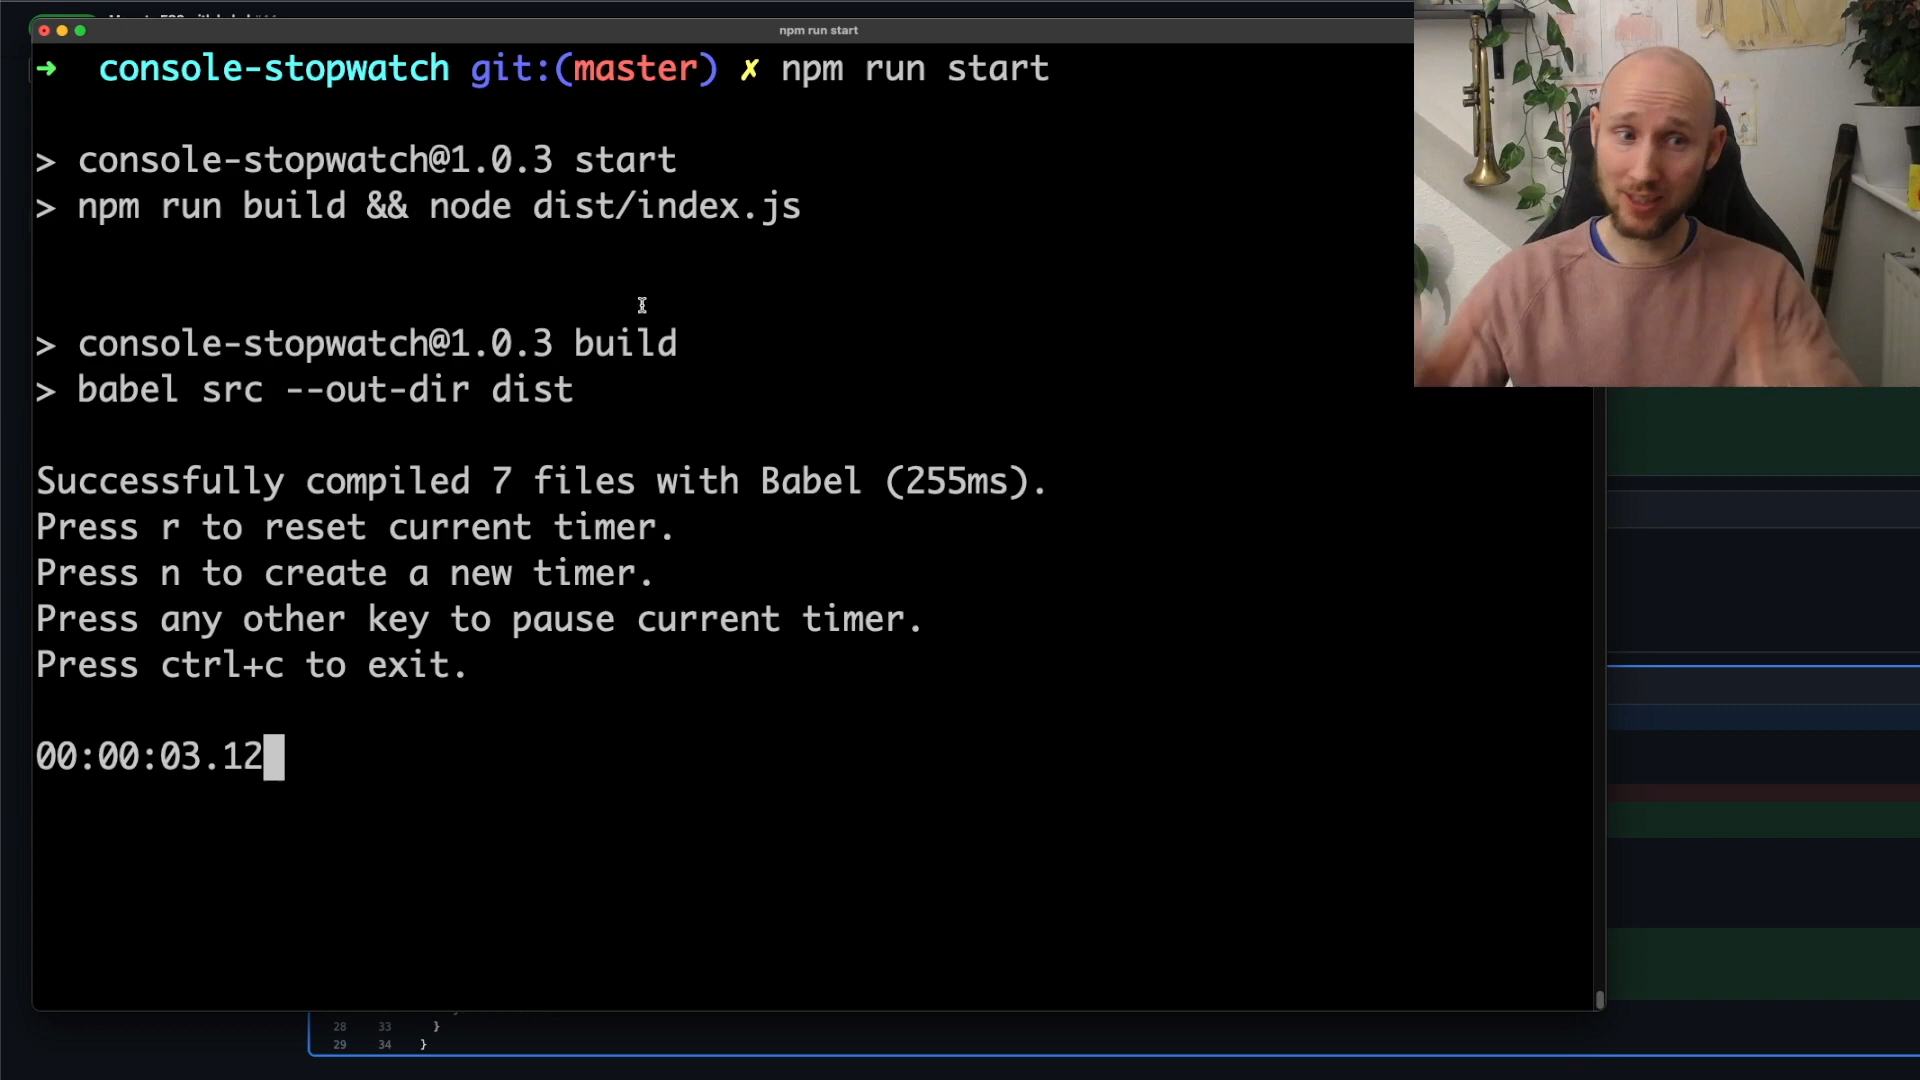 npm run start
➜ console-stopwatch git:(master) ✗ npm run start
> console-stopwatch@1.0.3 start
> npm run build && node dist/index.js
> console-stopwatch@1.0.3 build
> babel src --out-dir dist
Successfully compiled 7 files with Babel (255ms).
Press r to reset current timer.
Press n to create a new timer.
Press any other key to pause current timer.
Press ctrl+c to exit.
00:00:03.12
28 33 }
29 34 }